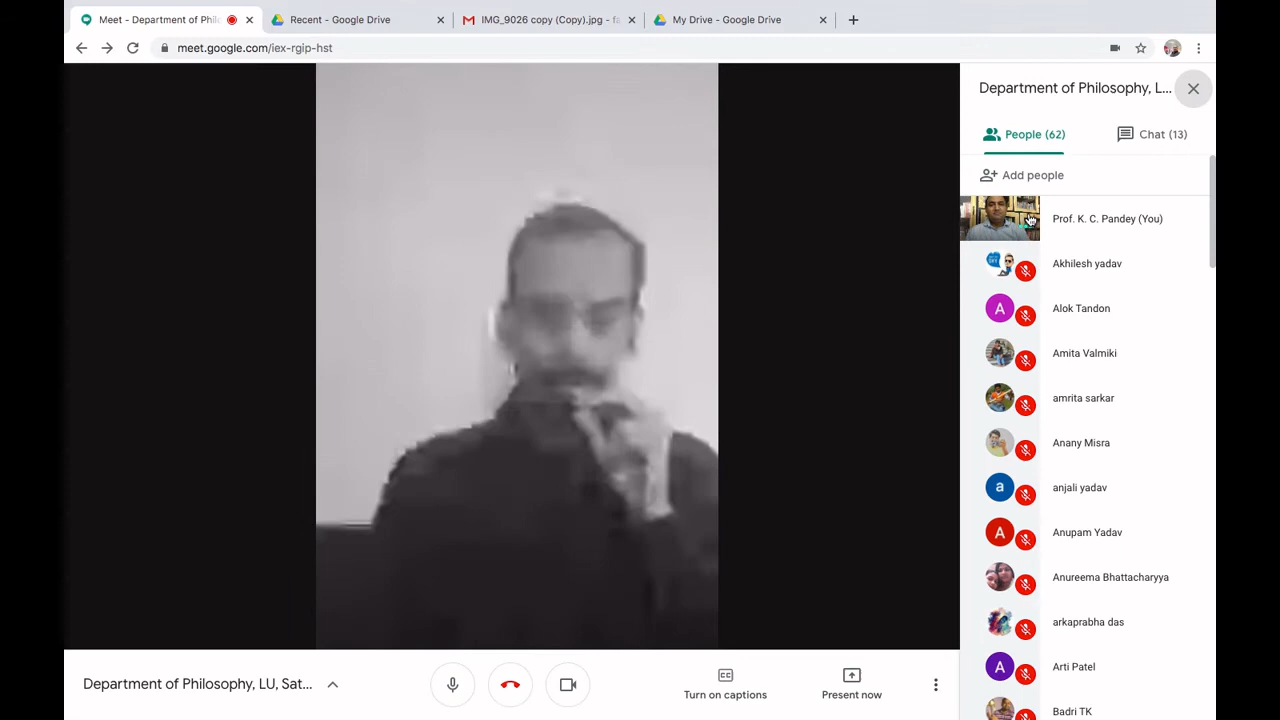 Meet - Department of Phil
Recent - Google Drive
IMG_9026 copy (Copy).jpg - fa
My Drive - Google Drive
meet.google.com/iex-rgip-hst
Department of Philosophy, L...
People (62)
Chat (13)
Add people
Prof. K. C. Pandey (You)
Akhilesh yadav
A Alok Tandon
Amita Valmiki
amrita sarkar
Anany Misra
a anjali yadav
A Anupam Yadav
Anureema Bhattacharyya
arkaprabha das
A Arti Patel
Badri TK
Department of Philosophy, LU, Sat...
CC
Turn on captions
Present now